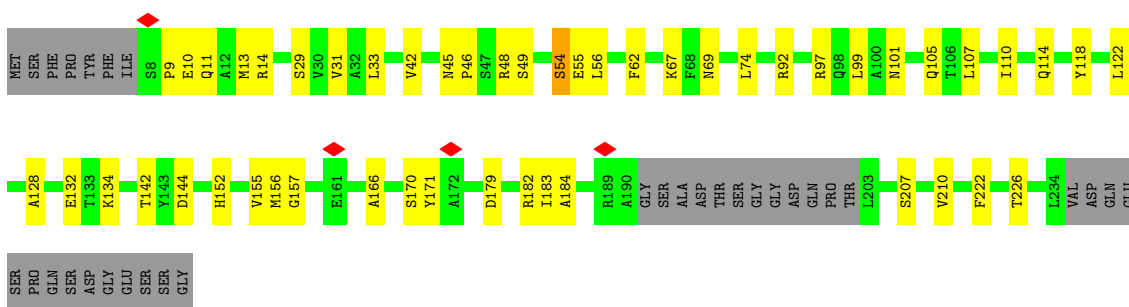 MET SER PHE PRO TYR PHE ILE S8 P9 E10 Q11 A12 M13 R14 S29 V30 V31 A32 L33 V42 N45 P46 S47 R48 S49 S54 E55 L56 F62 K67 F68 N69 L74 R92 R97 Q98 L99 A100 N101 Q105 T106 L107 I110 Q114 Y118 L122
A128 E132 T133 K134 T142 Y143 D144 H152 V155 M156 G157 E161 A166 S170 Y171 A172 D179 R182 I183 A184 R189 A190 GLY SER ALA ASP THR SER GLY GLY ASP GLN PRO THR L203 S207 V210 F222 T226 L234 VAL ASP GLN
SER PRO GLN SER ASP GLY GLU SER SER GLY